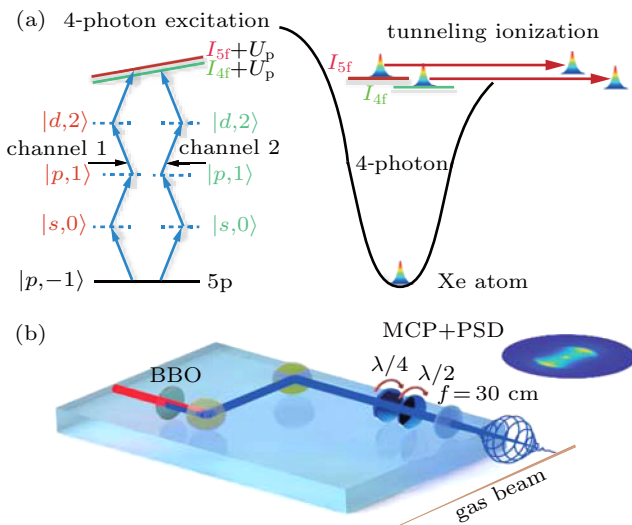 (a)
4-photon excitation
tunneling ionization
I5f+Up
I4f+Up
I5f
I4f
|d,2⟩
|d,2⟩
channel 1
channel 2
4-photon
|p,1⟩
|p,1⟩
|s,0⟩
|s,0⟩
|p,−1⟩
5p
Xe atom
(b)
MCP+PSD
BBO
λ/4
λ/2
f=30 cm
gas beam